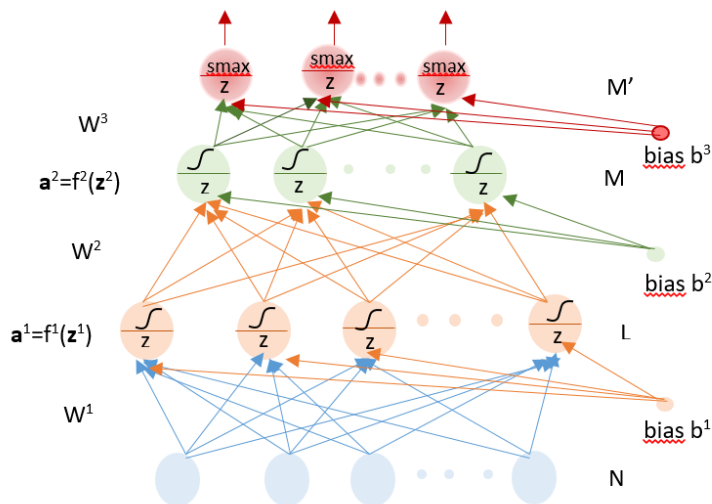 smax smax smax
z z z
M’
W³
bias b³
a²=f²(z²)
z z z
M
W²
bias b²
a¹=f¹(z¹)
z z z z
L
W¹
bias b¹
N